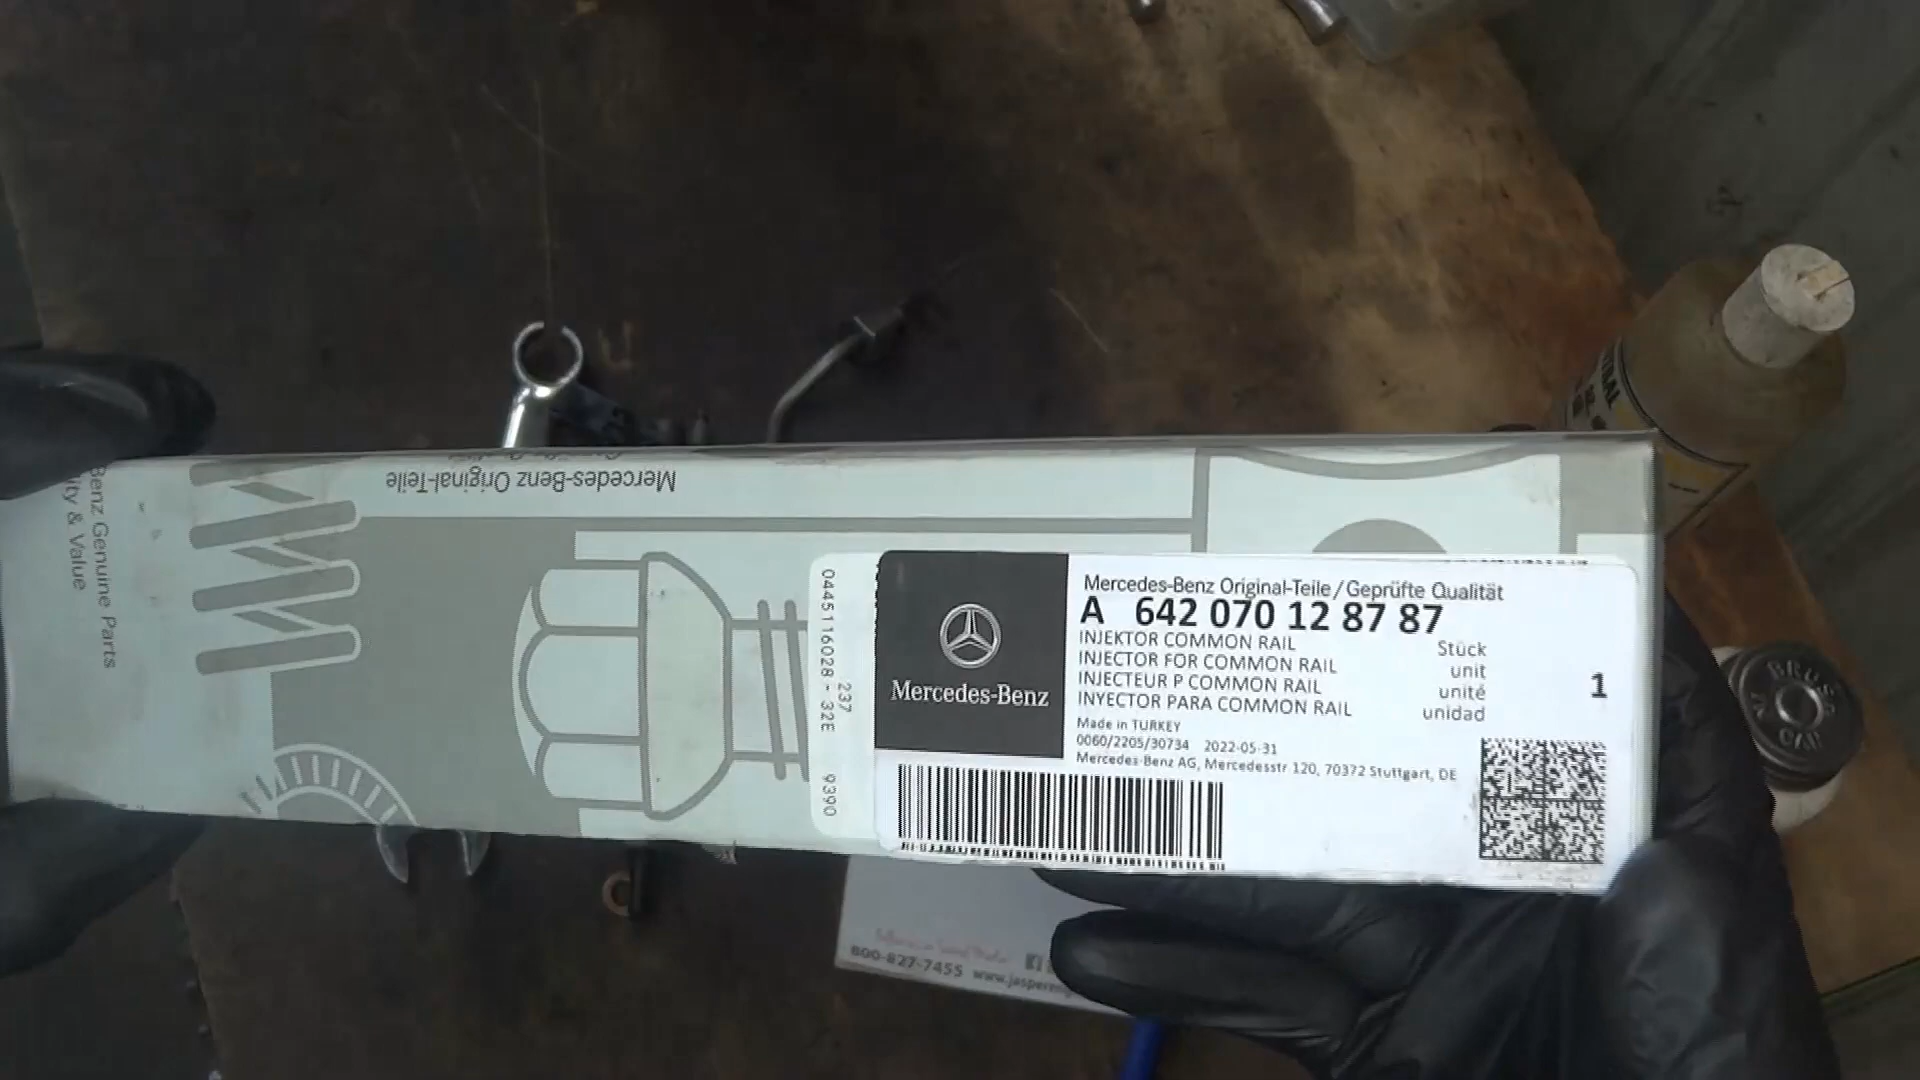 Mercedes-Benz Original-Teile
Benz Genuine Parts
ity & Value
0445116028 - 32E 9390
237
Mercedes-Benz
Mercedes-Benz Original-Teile / Geprüfte Qualität
A 642 070 12 87 87
INJEKTOR COMMON RAIL Stück
INJECTOR FOR COMMON RAIL unit
INJECTEUR P COMMON RAIL unité
INYECTOR PARA COMMON RAIL unidad
1
Made in TURKEY
0060/2205/30734 2022-05-31
Mercedes-Benz AG, Mercedesstr 120, 70372 Stuttgart, DE
800-827-7455 www.jaspereng